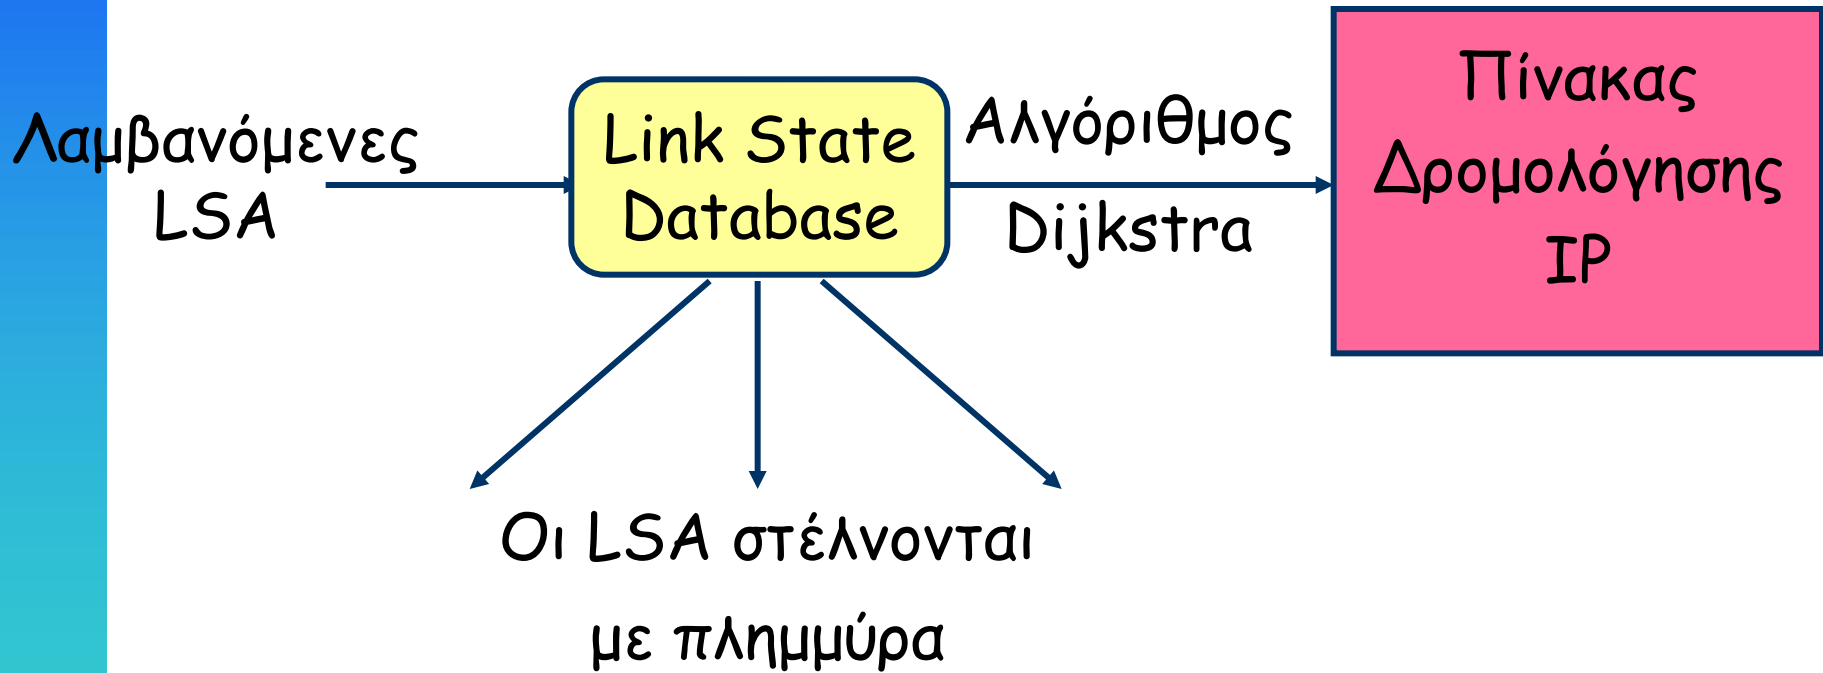 Λαμβανόμενες
LSA
Link State
Database
Αλγόριθμος
Dijkstra
Πίνακας
Δρομολόγησης
IP
Οι LSA στέλνονται
με πλημμύρα